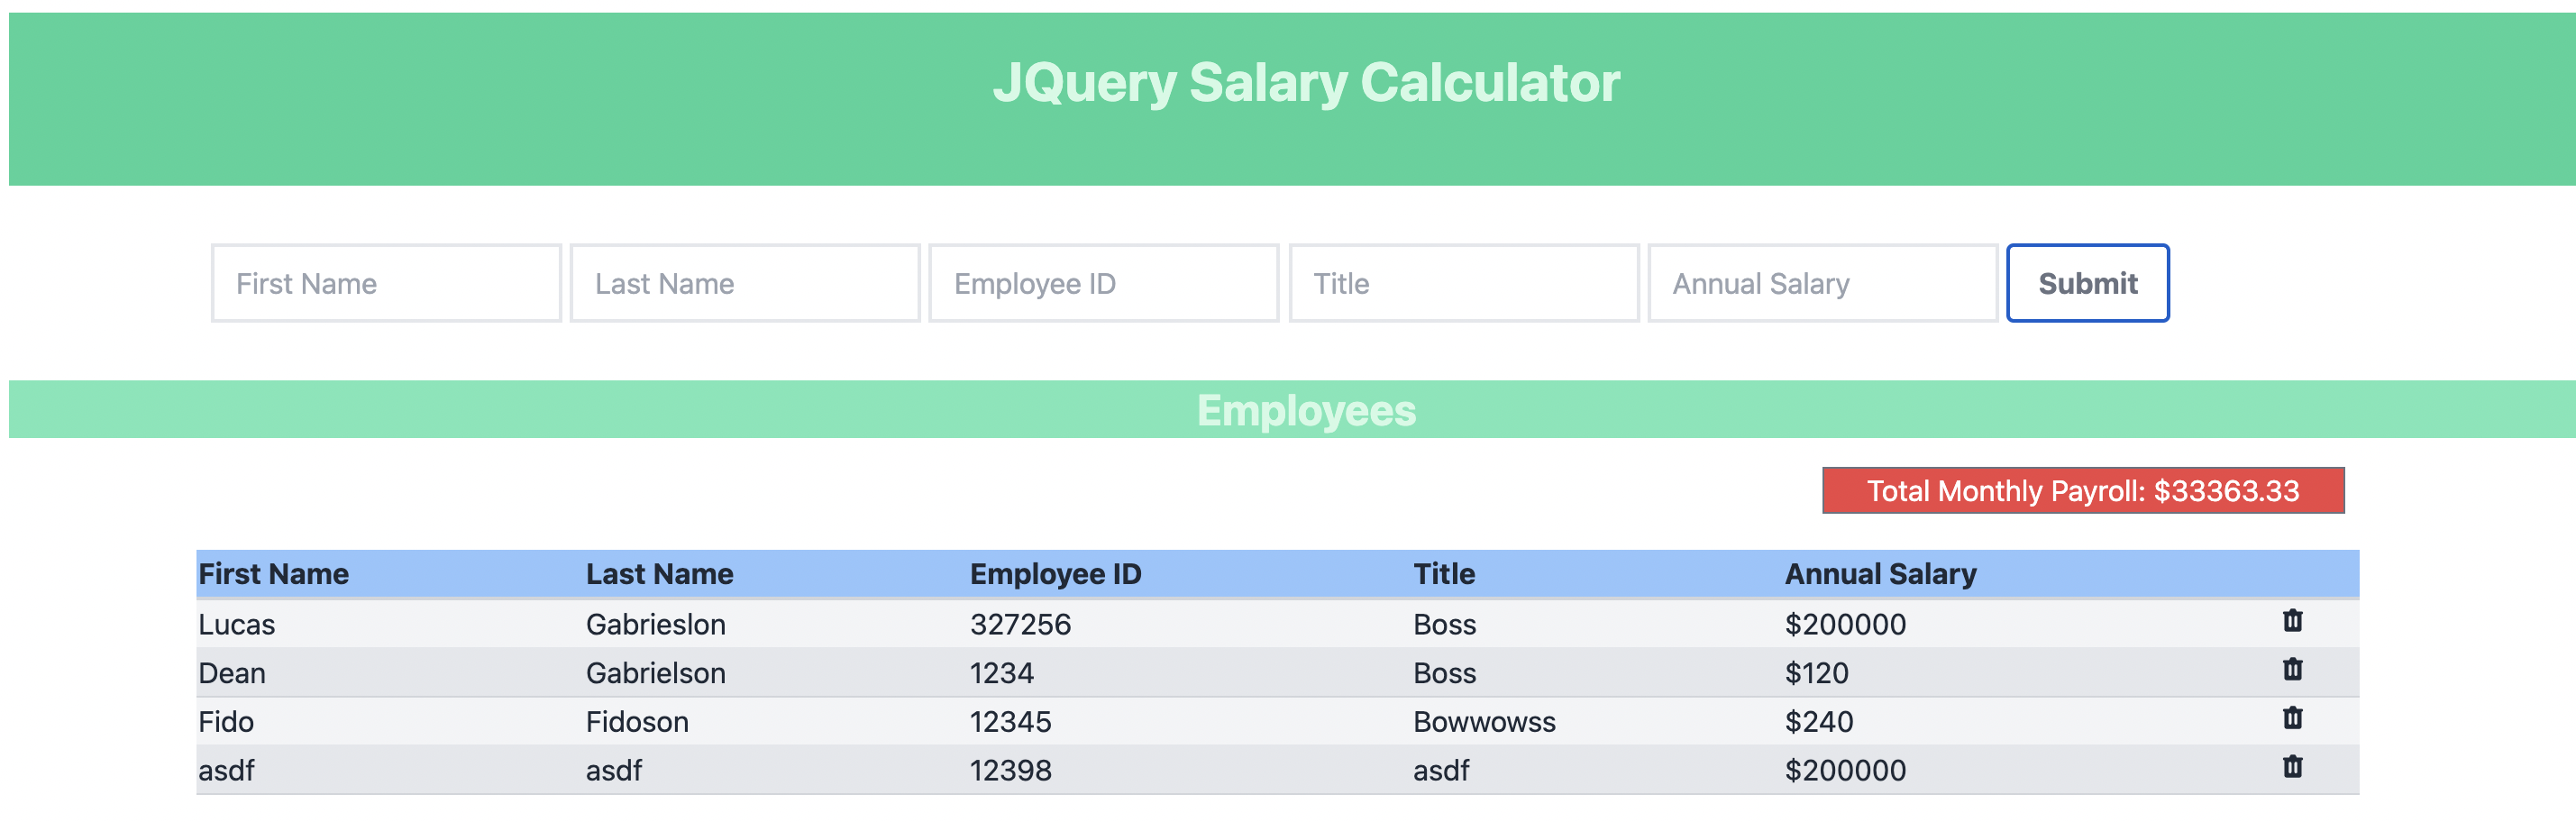 JQuery Salary Calculator
First Name Last Name Employee ID Title Annual Salary Submit
Employees
Total Monthly Payroll: $33363.33
First Name Last Name Employee ID Title Annual Salary
Lucas Gabrieslon 327256 Boss $200000
Dean Gabrielson 1234 Boss $120
Fido Fidoson 12345 Bowwowss $240
asdf asdf 12398 asdf $200000